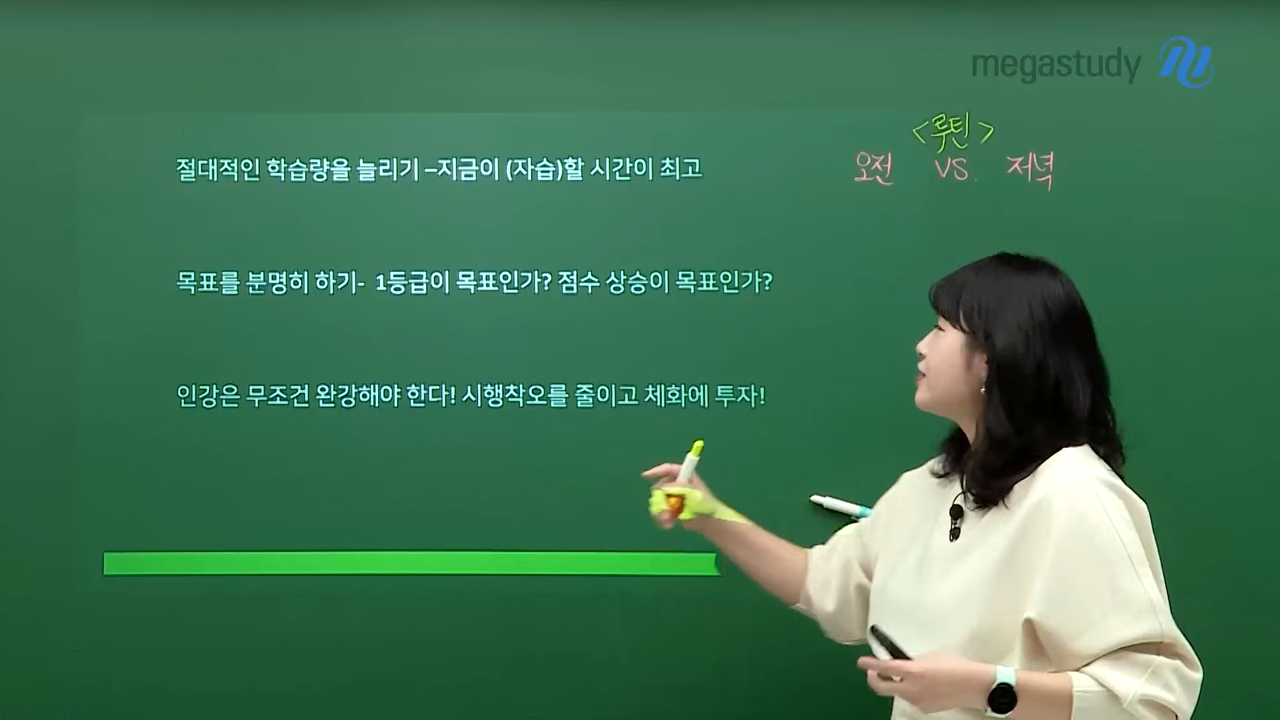 megastudy
<루틴>
오전 VS. 저녁
절대적인 학습량을 늘리기 –지금이 (자습)할 시간이 최고
목표를 분명히 하기- 1등급이 목표인가? 점수 상승이 목표인가?
인강은 무조건 완강해야 한다! 시행착오를 줄이고 체화에 투자!